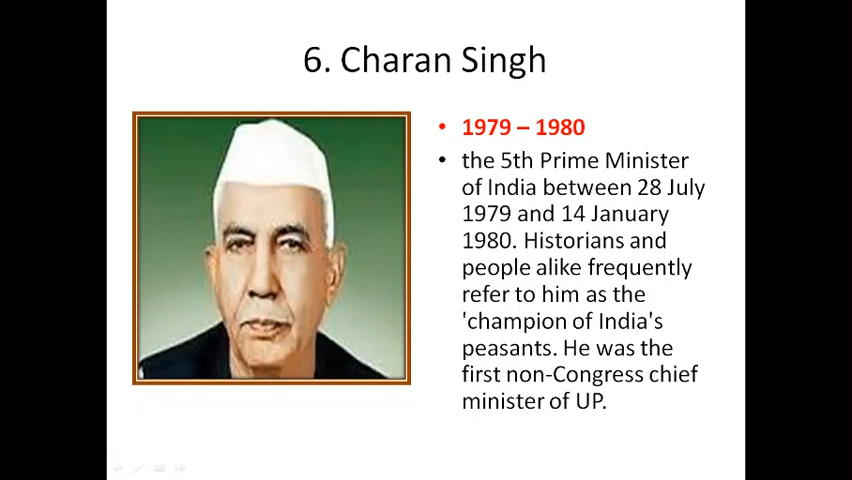 6. Charan Singh
• 1979 – 1980
• the 5th Prime Minister
of India between 28 July
1979 and 14 January
1980. Historians and
people alike frequently
refer to him as the
'champion of India's
peasants. He was the
first non-Congress chief
minister of UP.